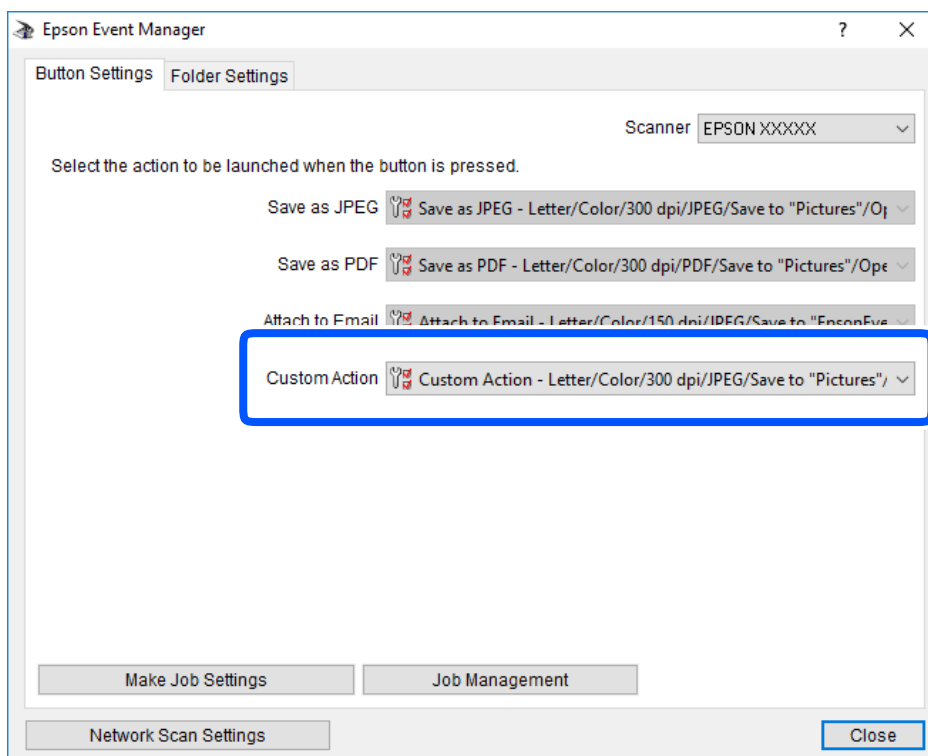 Epson Event Manager
Button Settings Folder Settings
Scanner EPSON XXXXX
Select the action to be launched when the button is pressed.
Save as JPEG Save as JPEG - Letter/Color/300 dpi/JPEG/Save to "Pictures"/Op
Save as PDF Save as PDF - Letter/Color/300 dpi/PDF/Save to "Pictures"/Ope
Attach to Email Attach to Email - Letter/Color/150 dpi/JPEG/Save to "EpsonEve
Custom Action Custom Action - Letter/Color/300 dpi/JPEG/Save to "Pictures"/
Make Job Settings Job Management
Network Scan Settings Close